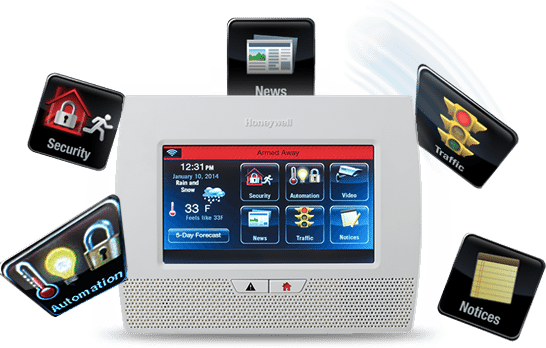 News
Security
Traffic
Automation
Notices
Honeywell
Armed Away
12:31 PM
January 10, 2014
Rain and
Snow
33 F
Feels like 33F
5-Day Forecast
Security
Automation
Video
News
Traffic
Notices